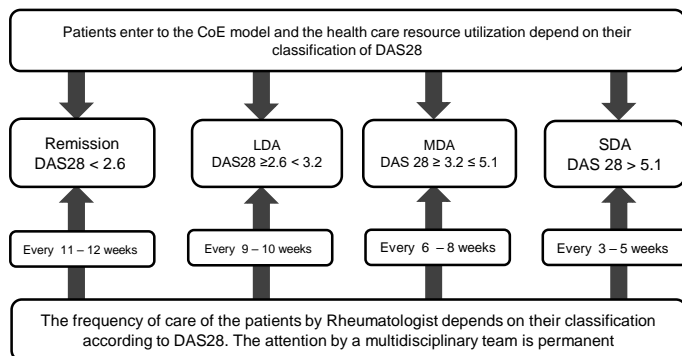 Patients enter to the CoE model and the health care resource utilization depend on their
classification of DAS28
Remission
DAS28 < 2.6
LDA
DAS28 ≥2.6 < 3.2
MDA
DAS 28 ≥ 3.2 ≤ 5.1
SDA
DAS 28 > 5.1
Every 11 – 12 weeks
Every 9 – 10 weeks
Every 6 – 8 weeks
Every 3 – 5 weeks
The frequency of care of the patients by Rheumatologist depends on their classification
according to DAS28. The attention by a multidisciplinary team is permanent